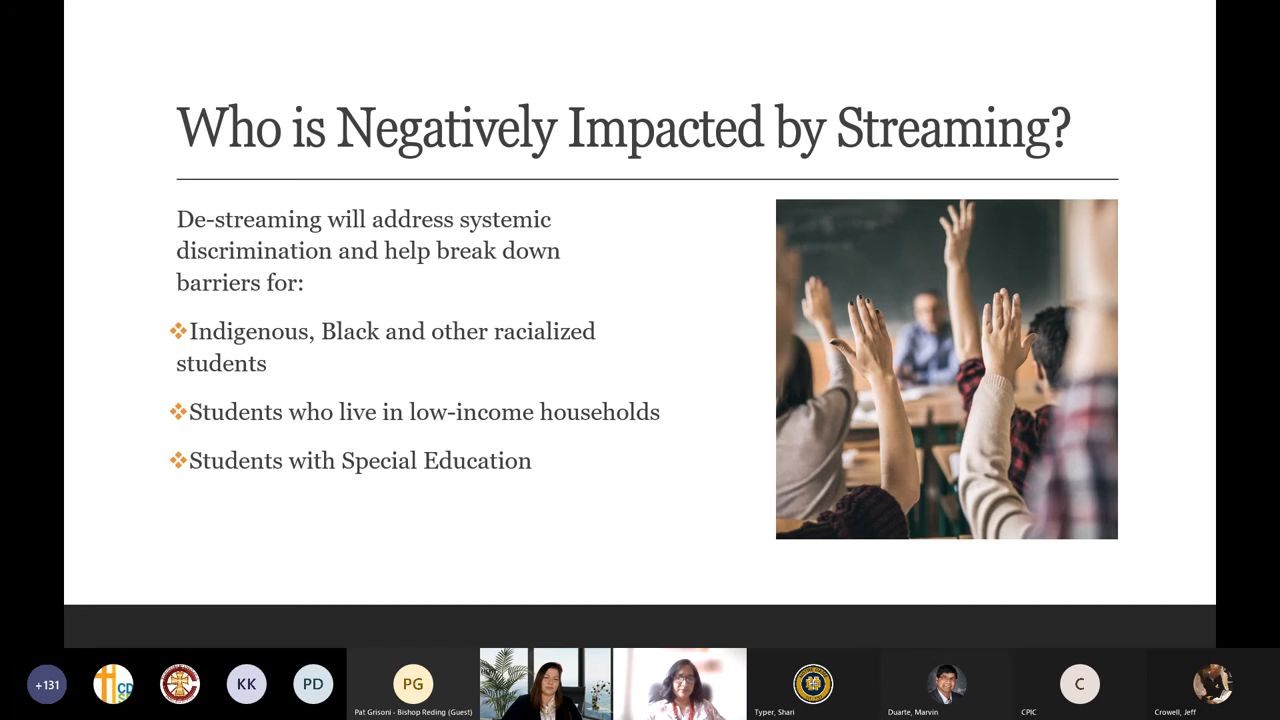 Who is Negatively Impacted by Streaming?
De-streaming will address systemic
discrimination and help break down
barriers for:
❖Indigenous, Black and other racialized
students
❖Students who live in low-income households
❖Students with Special Education
+131
KK
PD
PG
C
Pat Grisoni - Bishop Reding (Guest)
Typer, Shari
Duarte, Marvin
CPIC
Crowell, Jeff